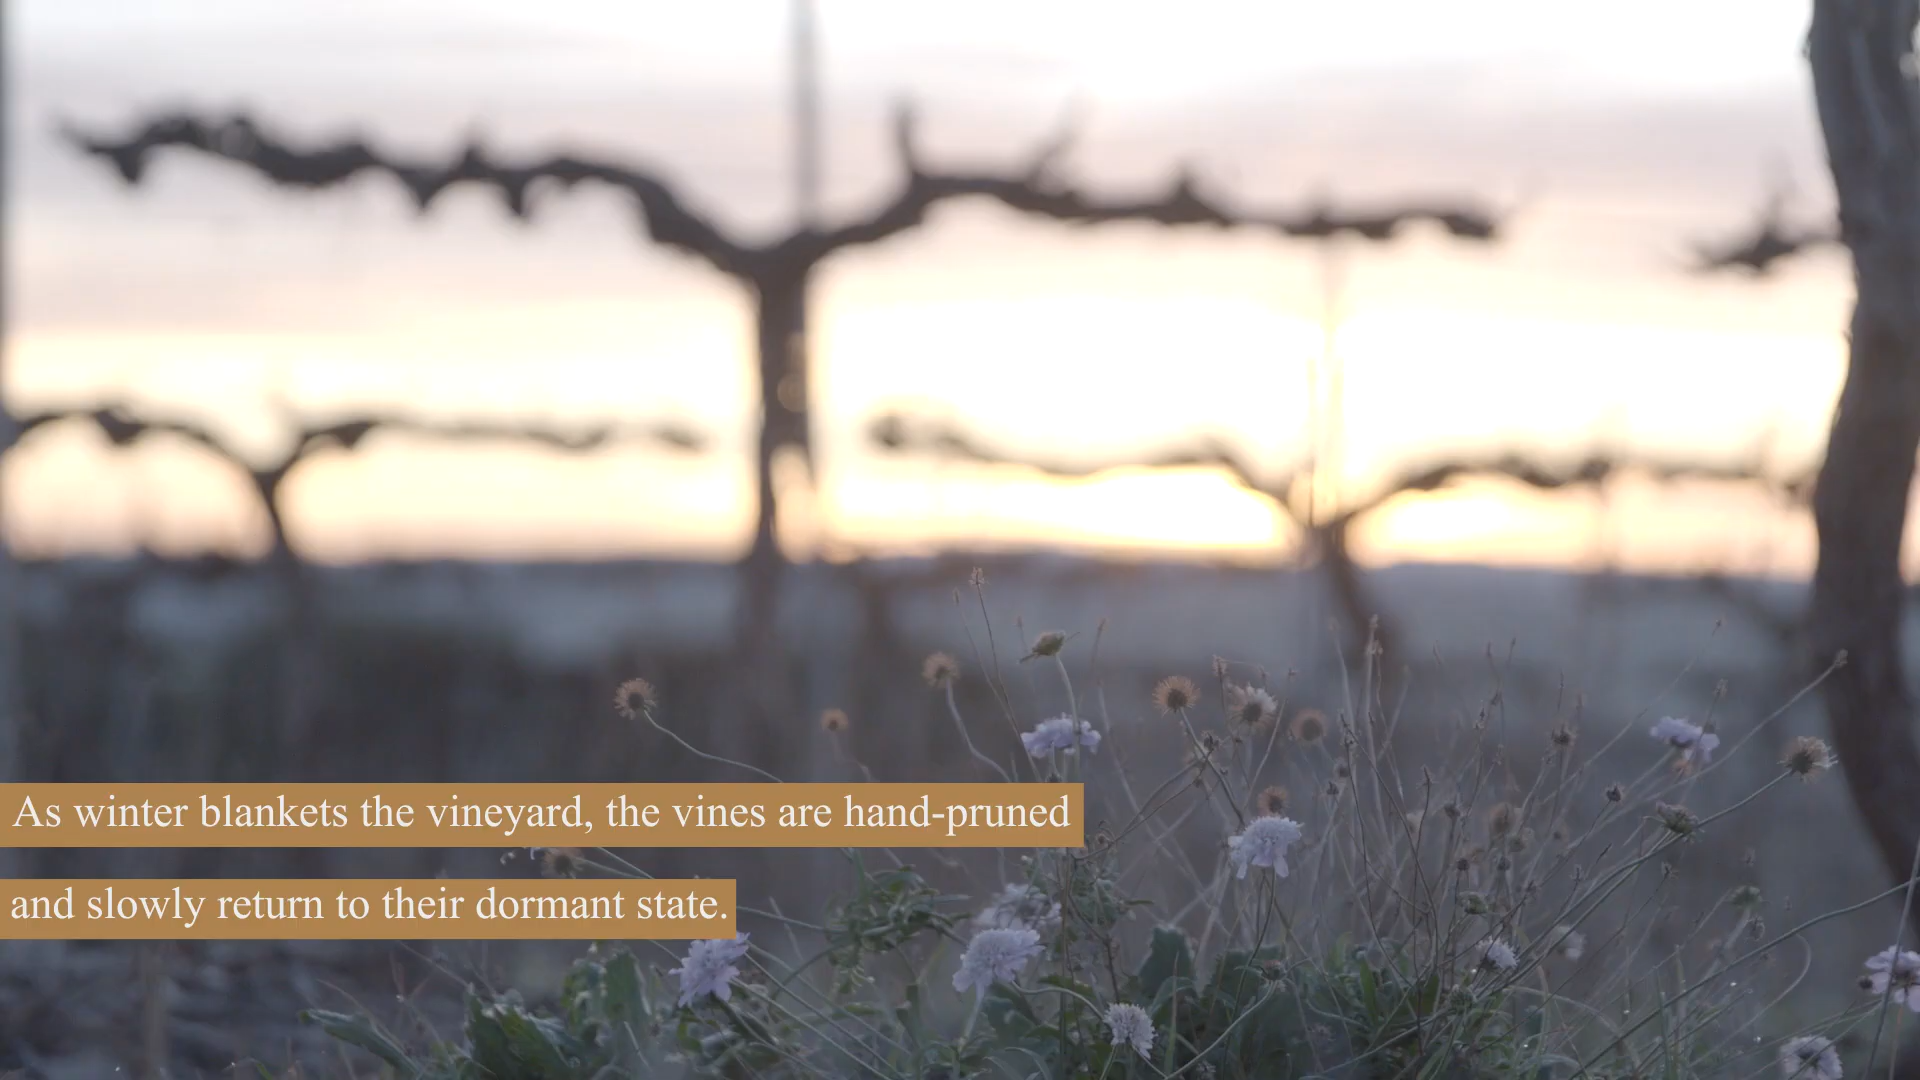 As winter blankets the vineyard, the vines are hand-pruned
and slowly return to their dormant state.